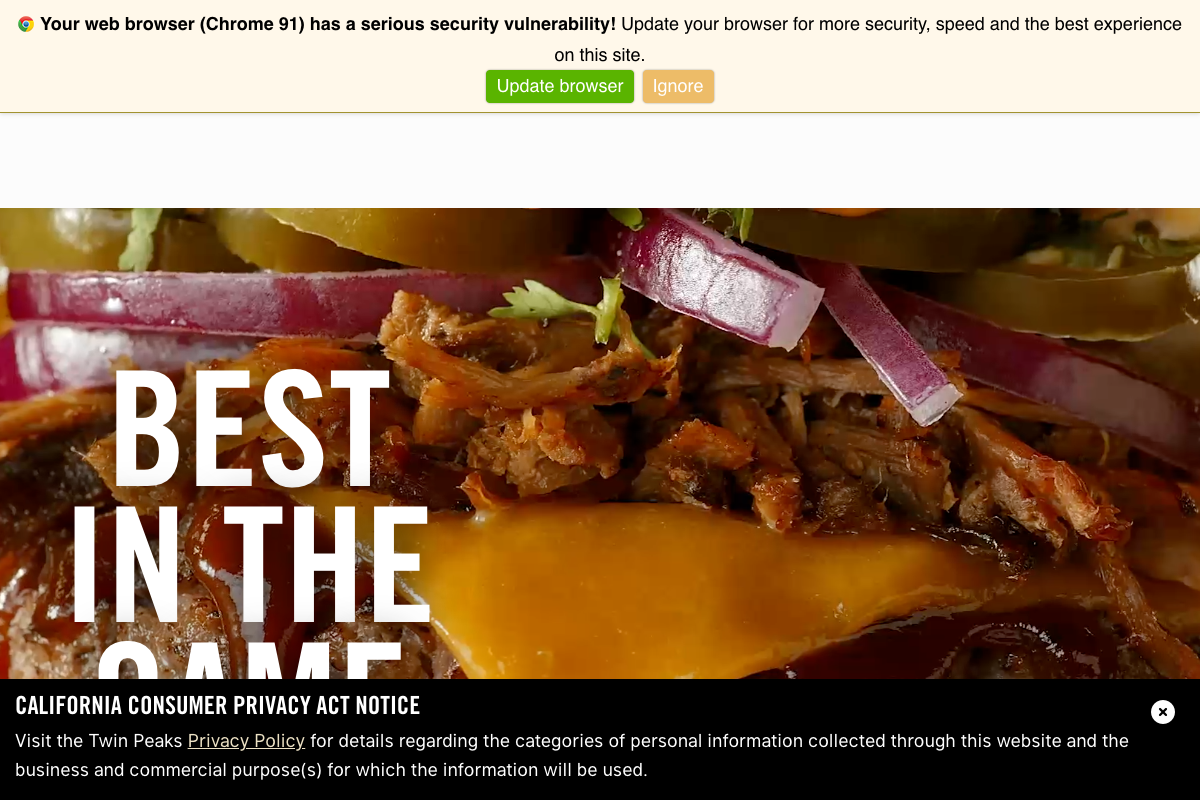 Your web browser (Chrome 91) has a serious security vulnerability! Update your browser for more security, speed and the best experience
on this site.
Update browser Ignore
BEST
IN THE
GAME
CALIFORNIA CONSUMER PRIVACY ACT NOTICE
Visit the Twin Peaks Privacy Policy for details regarding the categories of personal information collected through this website and the
business and commercial purpose(s) for which the information will be used.